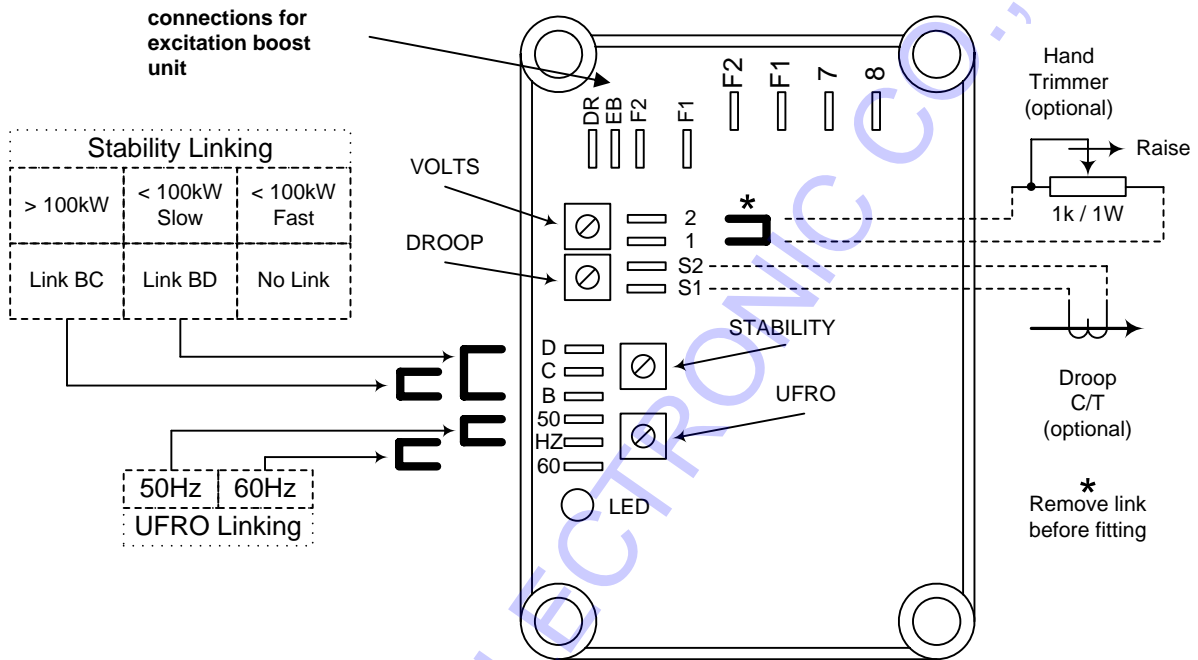 connections for
excitation boost
unit
Stability Linking
> 100kW
< 100kW
Slow
< 100kW
Fast
Link BC
Link BD
No Link
50Hz
60Hz
UFRO Linking
VOLTS
DROOP
DR
EB
F2
F1
F2
F1
7
8
2
1
S2
S1
*
STABILITY
UFRO
D
C
B
50
HZ
60
LED
Hand
Trimmer
(optional)
Raise
1k / 1W
Droop
C/T
(optional)
*
Remove link
before fitting
ECTRONIC CO.,